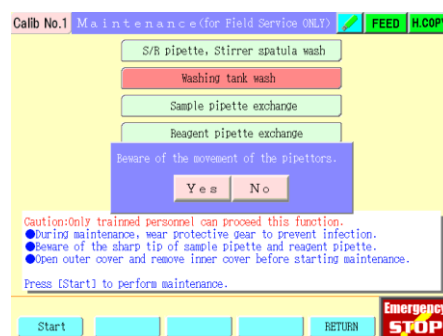 Calib No.1 Maintenance(for Field Service ONLY) FEED H.COPY
S/R pipette, Stirrer spatula wash
Washing tank wash
Sample pipette exchange
Reagent pipette exchange
Beware of the movement of the pipettors.
Yes No
Caution:Only trainned personnel can proceed this function.
●During maintenance, wear protective gear to prevent infection.
●Beware of the sharp tip of sample pipette and reagent pipette.
●Open outer cover and remove inner cover before starting maintenance.
Press [Start] to perform maintenance.
Start RETURN Emergency STOP